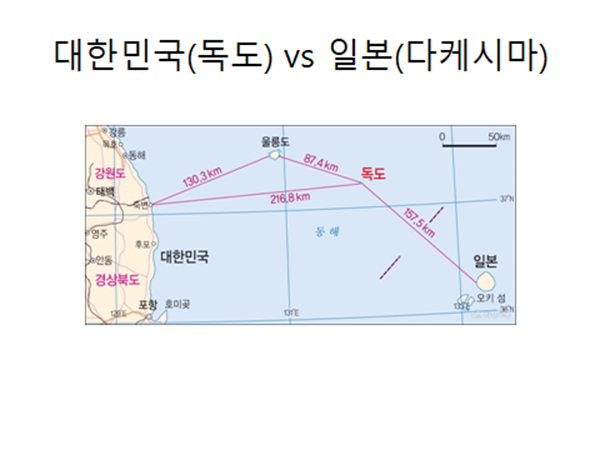 대한민국(독도) vs 일본(다케시마)
강릉
묵호
동해
울릉도
0 50km
강원도
130.3 km
87.4 km
독도
태백
죽변
216.8 km
37°N
157.5 km
영주
후포
대한민국
동 해
안동
일본
경상북도
포항
호미곶
오키 섬
129°E
131°E
133°E
36°N